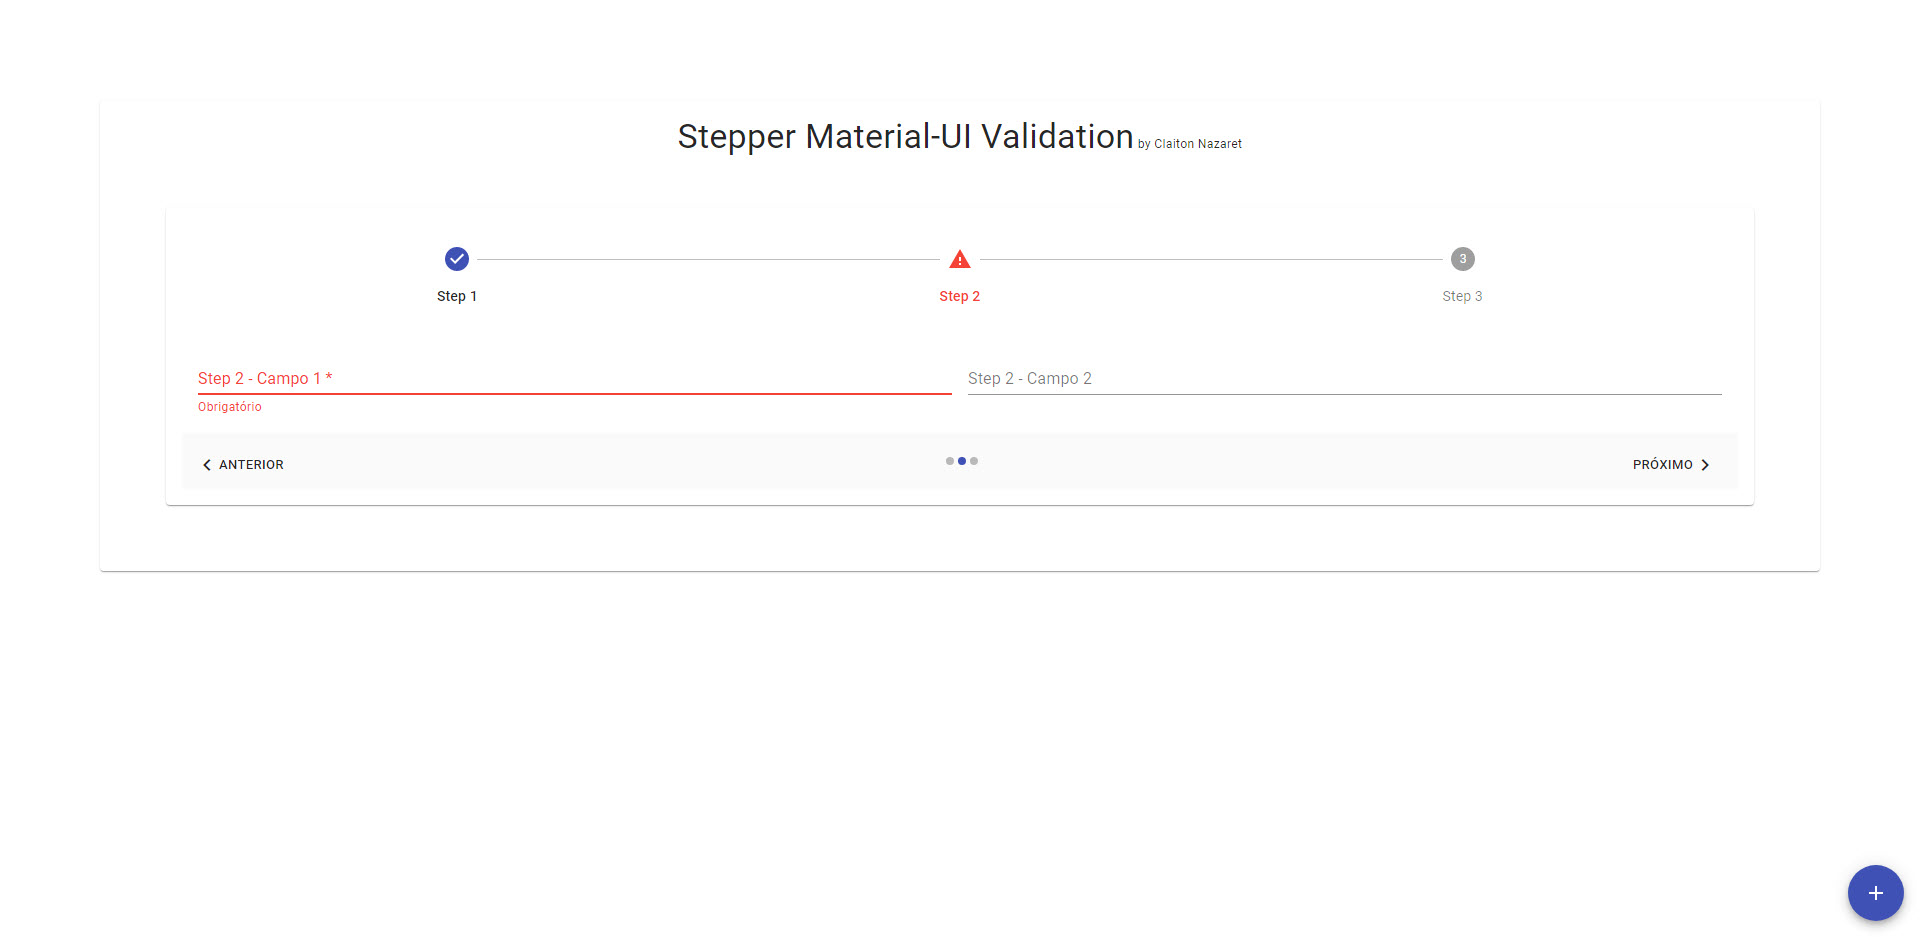 Stepper Material-UI Validation by Claiton Nazaret
3
Step 1 Step 2 Step 3
Step 2 - Campo 1 * Step 2 - Campo 2
Obrigatório
ANTERIOR PRÓXIMO